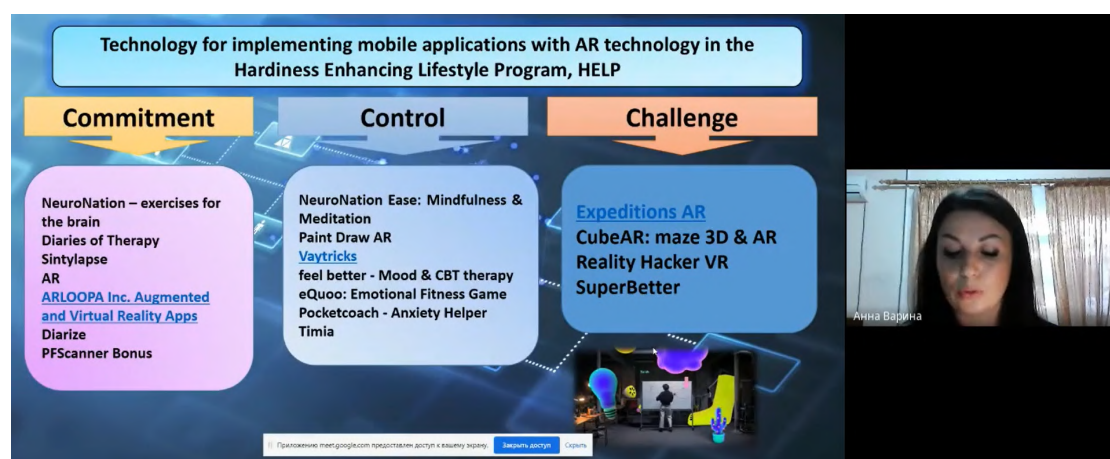 Technology for implementing mobile applications with AR technology in the
Hardiness Enhancing Lifestyle Program, HELP
Commitment
NeuroNation – exercises for
the brain
Diaries of Therapy
Sintylapse
AR
ARLOOPA Inc. Augmented
and Virtual Reality Apps
Diarize
PFScanner Bonus
Control
NeuroNation Ease: Mindfulness &
Meditation
Paint Draw AR
Vaytricks
feel better - Mood & CBT therapy
eQuoo: Emotional Fitness Game
Pocketcoach - Anxiety Helper
Timia
Challenge
Expeditions AR
CubeAR: maze 3D & AR
Reality Hacker VR
SuperBetter
Анна Варина
Приложению meet.google.com предоставлен доступ к вашему экрану.
Закрыть доступ
Скрыть